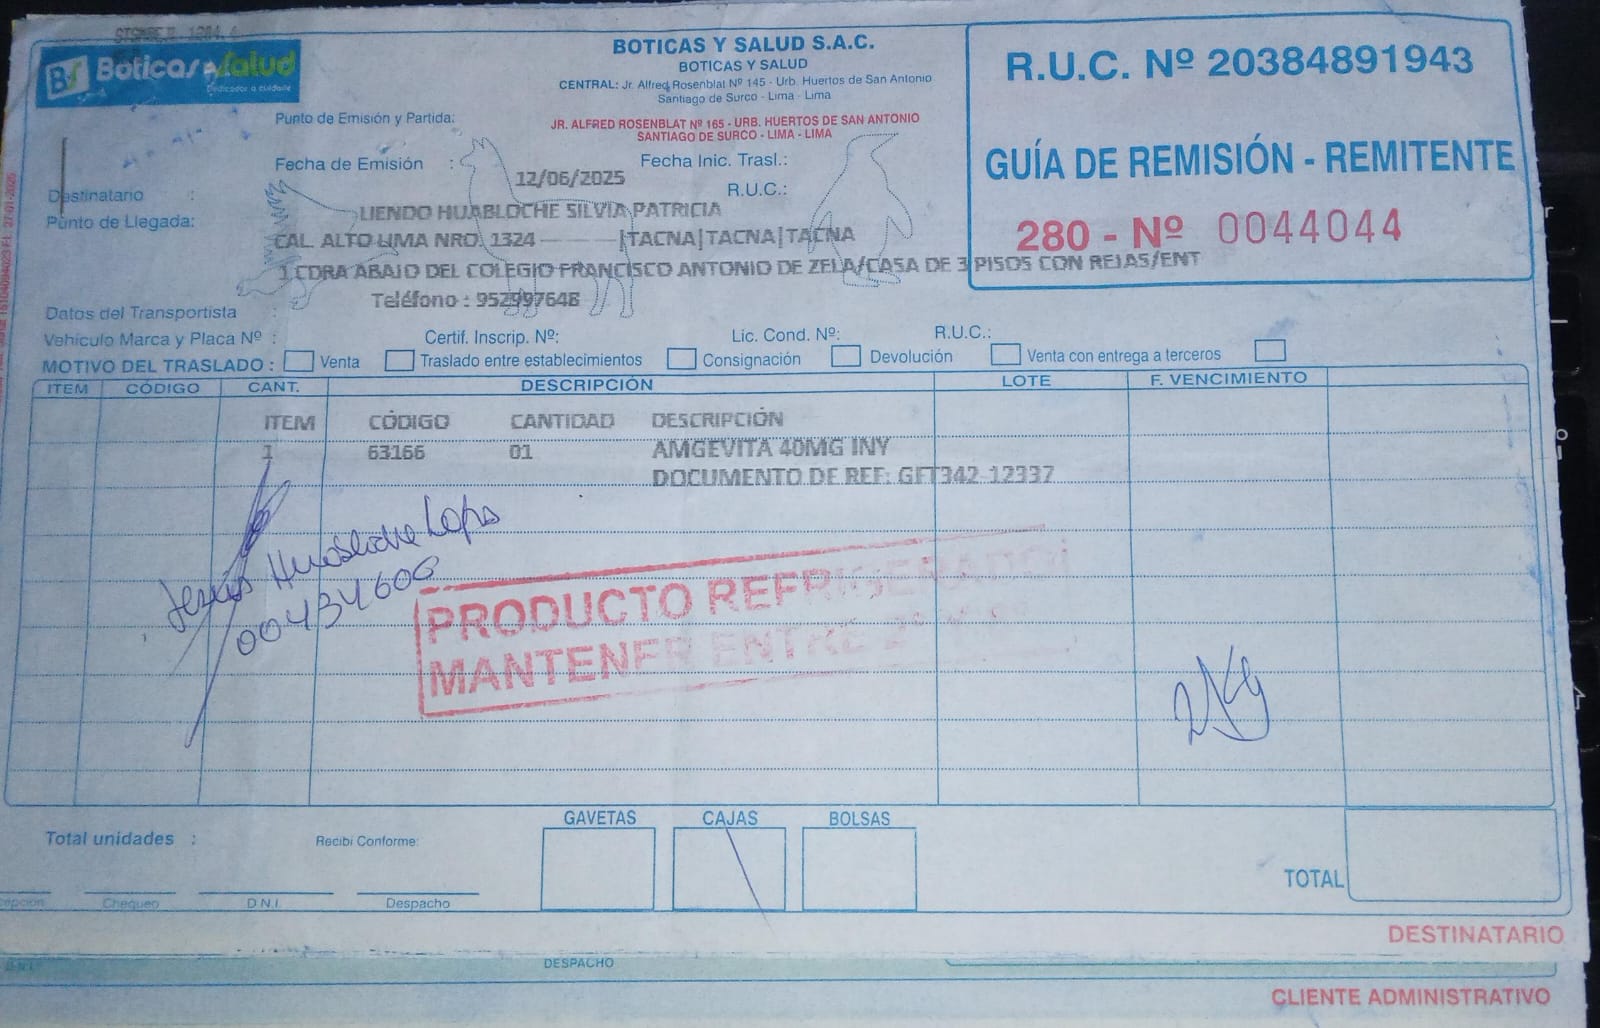 Boticas y Salud
Dedicados a cuidarte
BOTICAS Y SALUD S.A.C.
BOTICAS Y SALUD
CENTRAL: Jr. Alfred Rosenblat Nº 145 - Urb. Huertos de San Antonio
Santiago de Surco - Lima - Lima
R.U.C. Nº 20384891943
GUÍA DE REMISIÓN - REMITENTE
280 - Nº 0044044
Punto de Emisión y Partida:
JR. ALFRED ROSENBLAT Nº 165 - URB. HUERTOS DE SAN ANTONIO
SANTIAGO DE SURCO - LIMA - LIMA
Fecha de Emisión : 12/06/2025 Fecha Inic. Trasl.:
Destinatario : LIENDO HUABLOCHE SILVIA PATRICIA R.U.C.:
Punto de Llegada: CAL ALTO LIMA NRO. 1324 |TACNA|TACNA|TACNA
1 CDRA ABAJO DEL COLEGIO FRANCISCO ANTONIO DE ZELA/CASA DE 3 PISOS CON REJAS/ENT
Teléfono : 952997648
Datos del Transportista :
Vehículo Marca y Placa Nº : Certif. Inscrip. Nº: Lic. Cond. Nº: R.U.C.:
MOTIVO DEL TRASLADO : Venta Traslado entre establecimientos Consignación Devolución Venta con entrega a terceros
ITEM CÓDIGO CANT. DESCRIPCIÓN LOTE F. VENCIMIENTO
ITEM CÓDIGO CANTIDAD DESCRIPCIÓN
1 63166 01 AMGEVITA 40MG INY
DOCUMENTO DE REF: GFT342-12337
Jesús Huabloche Lopa
00434606
PRODUCTO REFRIGERADO
MANTENER ENTRE 2°
GAVETAS CAJAS BOLSAS
Total unidades : Recibi Conforme:
TOTAL
Chequeo D.N.I. Despacho
DESTINATARIO
DESPACHO
CLIENTE ADMINISTRATIVO